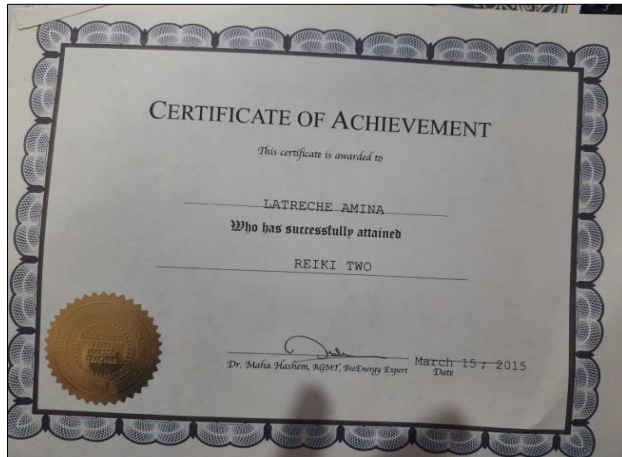 CERTIFICATE OF ACHIEVEMENT
This certificate is awarded to
LATRECHE AMINA
Who has successfully attained
REIKI TWO
March 15, 2015
Dr. Maha Hashem, RGMT, BioEnergy Expert
Date